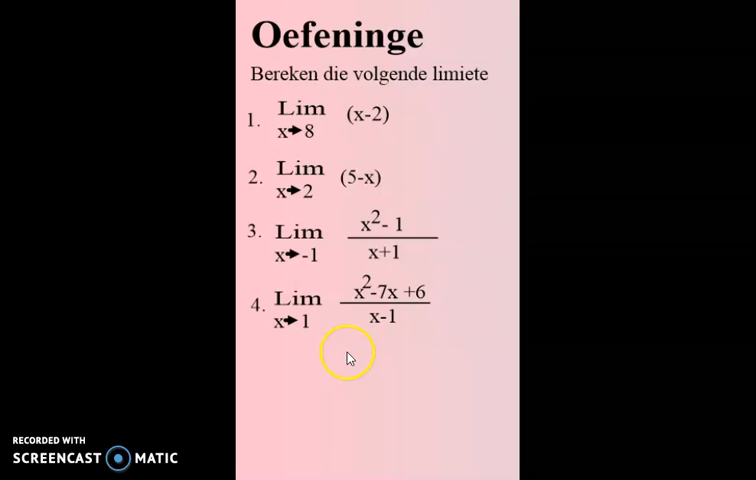 Oefeninge
Bereken die volgende limiete
1. Lim (x-2)
x→8
2. Lim (5-x)
x→2
3. Lim x²- 1
x→-1 x+1
4. Lim x²-7x +6
x→1 x-1
RECORDED WITH
SCREENCAST MATIC